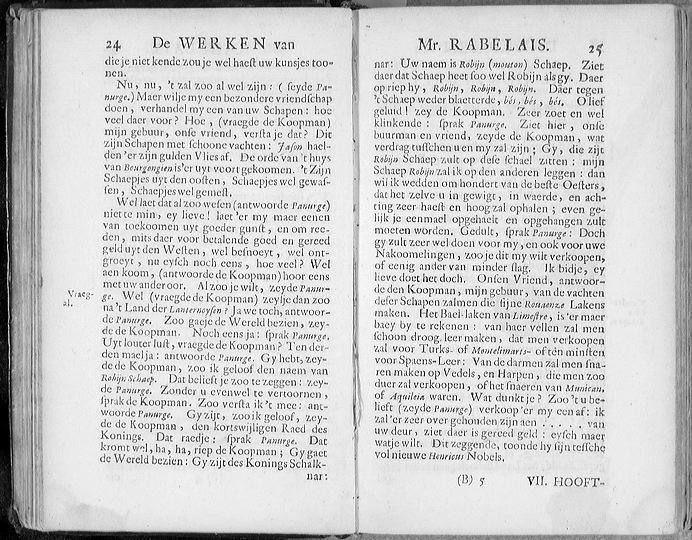 24 De WERKEN van
die je niet kende zou je wel haeſt uw kunsjes too-
nen.
Nu, nu, 't zal zoo al wel zijn: ( ſeyde Pa-
nurge.) Maer wilje my een bezondere vriendſchap
doen, verhandel my een van uw Schapen: hoe
veel daer voor? Hoe, (vraegde de Koopman)
mijn gebuur, onſe vriend, verſta je dat? Dit
zijn Schapen met ſchoone vachten: Jaſon hael-
den 'er zijn gulden Vlies af. De orde van 't huys
van Bourgongien is'er uyt voort gekoomen. 't Zijn
Schaepjes uyt den ooſten, Schaepjes wel gewaſ-
ſen, Schaepjes wel gemeſt.
Wel laet dat al zoo weſen (antwoorde Panurge)
niet te min, ey lieve! laet 'er my maer eenen
van toekoomen uyt goeder gunſt, en om ree-
den, mits daer voor betalende goed en gereed
geld uyt den Weſten, wel beſnoeyt, wel ont-
groeyt; nu eyſch noch eens, hoe veel? Wel
aen koom, (antwoorde de Koopman) hoor eens
met uw ander oor. Al zoo je wilt, zeyde Panur-
Vraeg-
al.
ge. Wel (vraegde de Koopman) zeylje dan zoo
na 't Land der Lanternoyſen? Ja we toch, antwoor-
de Panurge. Zoo gaeje de Wereld bezien, zey-
de de Koopman. Noch eens ja: ſprak Panurge.
Uyt louter luſt, vraegde de Koopman? Ten der-
den mael ja: antwoorde Panurge. Gy hebt, zey-
de de Koopman, zoo ik geloof den naem van
Robijn Schaep. Dat belieft je zoo te zeggen: zey-
de Panurge. Zonder u evenwel te vertoornen,
ſprak de Koopman. Zoo verſta ik 't mee: ant-
woorde Panurge. Gy zijt, zoo ik geloof, zey-
de de Koopman, den kortswijligen Raed des
Konings. Dat raedje: ſprak Panurge. Dat
kromt wel, ha, ha, riep de Koopman; Gy gaet
de Wereld bezien: Gy zijt des Konings Schalk-
nar:
Mr. RABELAIS. 25
nar: Uw naem is Robijn (mouton) Schaep. Ziet
daer dat Schaep heet ſoo wel Robijn als gy. Daer
op riep hy, Robijn, Robijn, Robijn. Daer tegen
't Schaep weder blaetterde, bés, bés, bés. O lief
geluid! zey de Koopman. Zeer zoet en wel
klinkende: ſprak Panurge. Ziet hier, onſe
buurman en vriend, zeyde de Koopman, wat
verdrag tuſſchen u en my zal zijn; Gy, die zijt
Robijn Schaep zult op deſe ſchael zitten: mijn
Schaep Robijn zal ik op den anderen leggen: dan
wil ik wedden om hondert van de beſte Oeſters,
dat het zelve u in gewigt, in waerde, en ach-
ting zeer haeſt en hoog zal ophalen; even ge-
lijk je eenmael opgehaelt en opgehangen zult
moeten worden. Gedult, ſprak Panurge: Doch
gy zult zeer wel doen voor my, en ook voor uwe
Nakoomelingen, zoo je dit my wilt verkoopen,
of eenig ander van minder ſlag. Ik bidje, ey
lieve doet het doch. Onſen Vriend, antwoor-
de den Koopman, mijn gebuur, van de vachten
deſer Schapen zalmen die fijne Rouaenze Lakens
maken. Het Bael-laken van Limeſtre, is 'er maer
baey by te rekenen: van haer vellen zal men
ſchoon droog leer maken, dat men verkoopen
zal voor Turks- of Montelimarts- of ten minſten
voor Spaens-Leer: Van de darmen zal men ſna-
ren maken op Vedels, en Harpen, die men zoo
duer zal verkoopen, of het ſnaeren van Munican,
of Aquileia waren. Wat dunkt je? Zoo 't u be-
lieft (zeyde Panurge) verkoop 'er my een af: ik
zal 'er zeer over gehouden zijn aen . . . . . van
uw deur, ziet daer is gereed geld: eyſch maer
watje wilt. Dit zeggende, toonde hy ſijn teſſche
vol nieuwe Henricus Nobels.
(B) 5 VII. HOOFT-